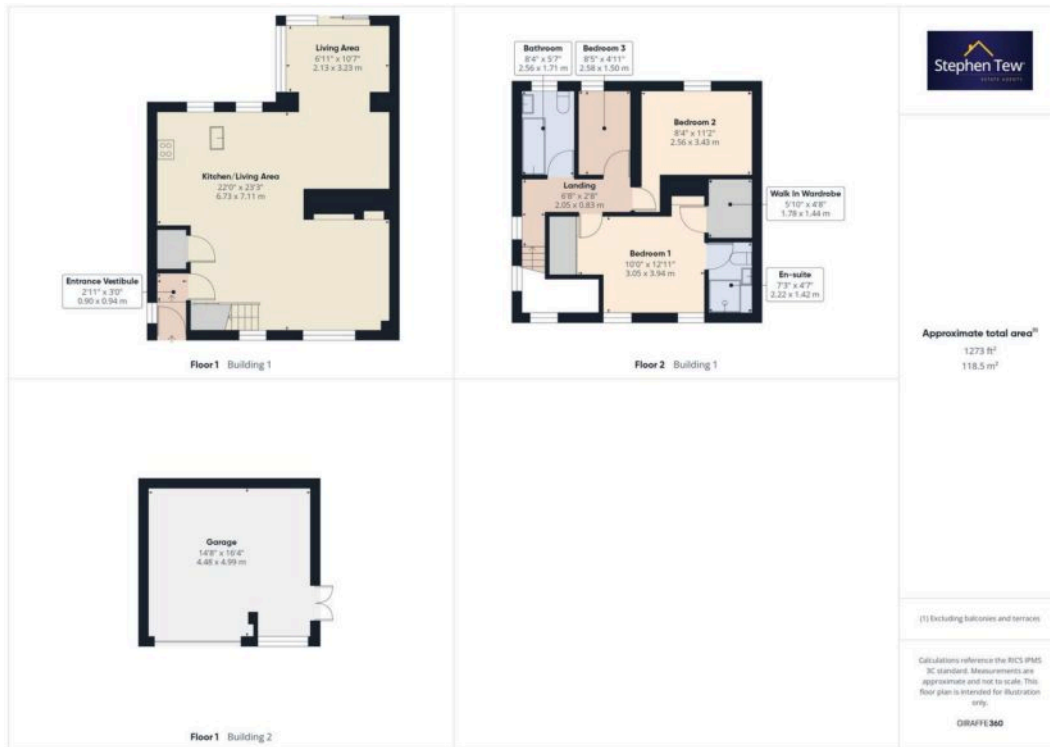 Living Area
6'11" x 10'7"
2.13 x 3.23 m
Kitchen/Living Area
22'0" x 23'3"
6.73 x 7.11 m
Entrance Vestibule
2'11" x 3'0"
0.90 x 0.94 m
Floor 1 Building 1
Bathroom
8'4" x 5'7"
2.56 x 1.71 m
Bedroom 3
8'5" x 4'11"
2.58 x 1.50 m
Bedroom 2
8'4" x 11'2"
2.56 x 3.43 m
Landing
6'8" x 2'8"
2.05 x 0.83 m
Walk In Wardrobe
5'10" x 4'8"
1.78 x 1.44 m
Bedroom 1
10'0" x 12'11"
3.05 x 3.94 m
En-suite
7'3" x 4'7"
2.22 x 1.42 m
Floor 2 Building 1
Garage
14'8" x 16'4"
4.48 x 4.99 m
Floor 1 Building 2
Stephen Tew
ESTATE AGENTS
Approximate total area(1)
1273 ft²
118.5 m²
(1) Excluding balconies and terraces
Calculations reference the RICS IPMS
3C standard. Measurements are
approximate and not to scale. This
floor plan is intended for illustration
only.
GIRAFFE360